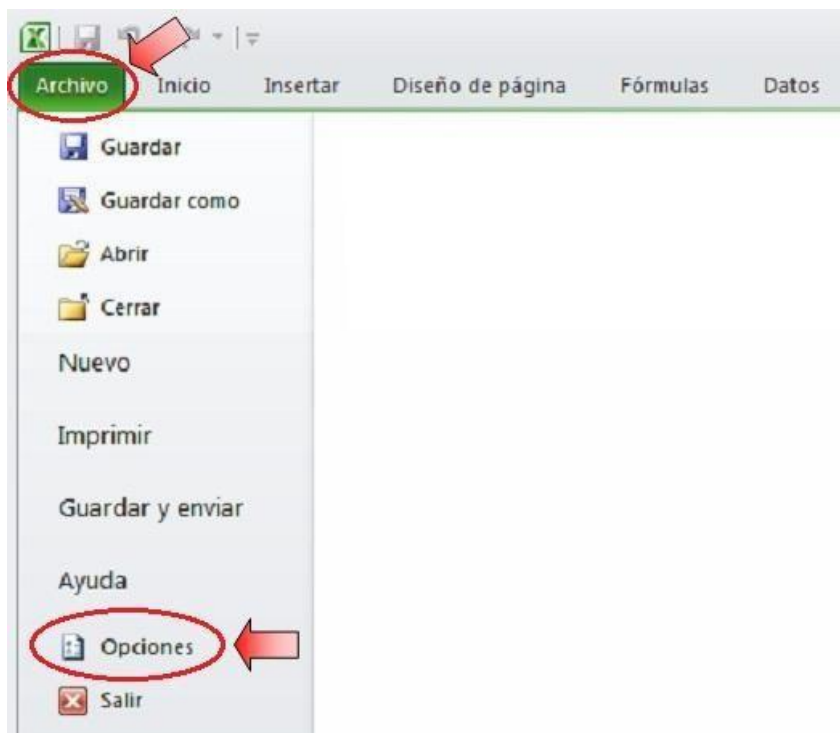 Archivo Inicio Insertar Diseño de página Fórmulas Datos
Guardar
Guardar como
Abrir
Cerrar
Nuevo
Imprimir
Guardar y enviar
Ayuda
Opciones
Salir